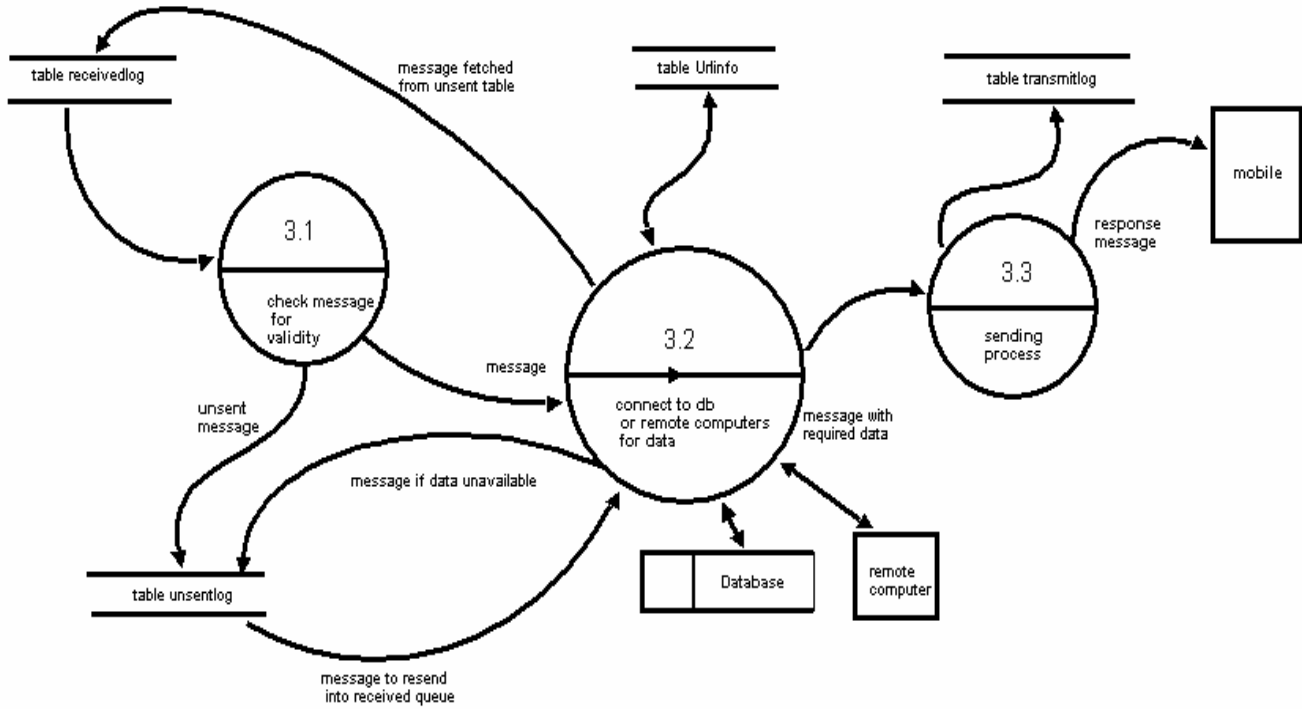 table receivedlog
message fetched
from unsent table
table Urlinfo
table transmitlog
mobile
3.1
check message
for
validity
response
message
3.3
sending
process
3.2
connect to db
or remote computers
for data
message
message with
required data
unsent
message
message if data unavailable
table unsentlog
Database
remote
computer
message to resend
into received queue